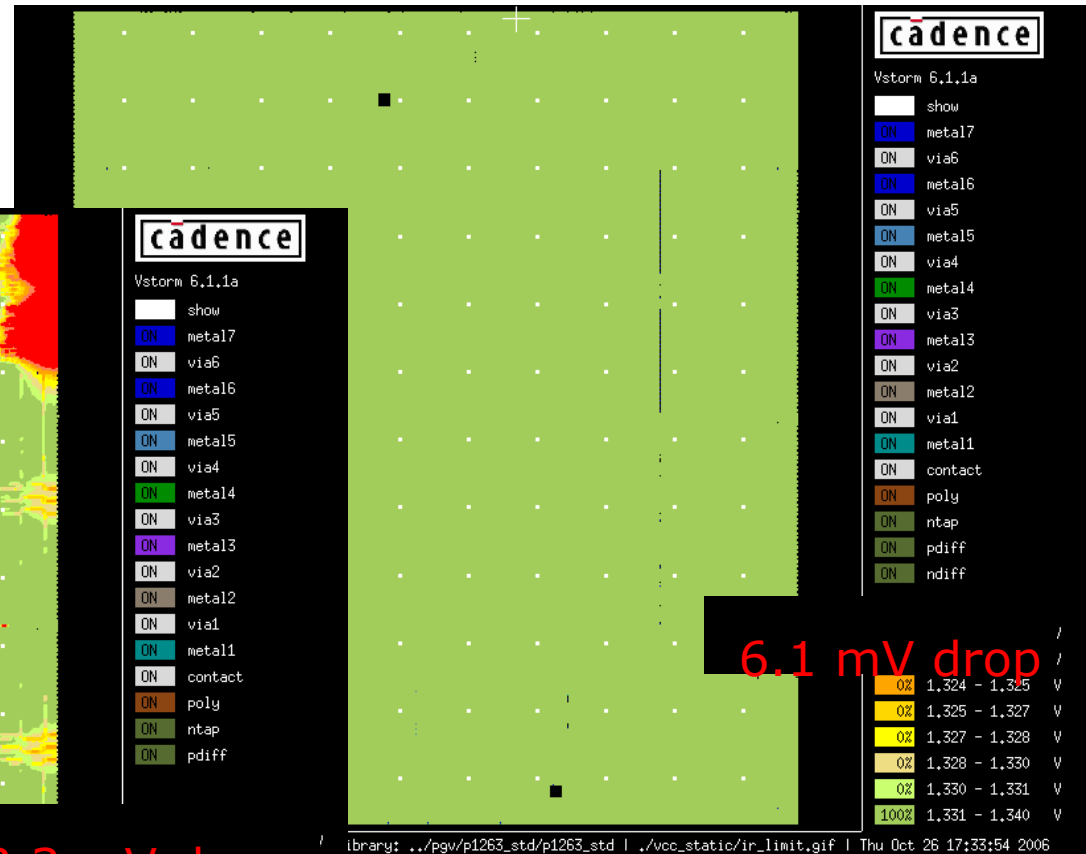 cadence
Vstorm 6.1.1a
show
ON metal7
ON via6
ON metal6
ON via5
ON metal5
ON via4
ON metal4
ON via3
ON metal3
ON via2
ON metal2
ON via1
ON metal1
ON contact
ON poly
ON ntap
ON pdiff
ON ndiff
6.1 mV drop
0% 1.324 - 1.325 V
0% 1.325 - 1.327 V
0% 1.327 - 1.328 V
0% 1.328 - 1.330 V
0% 1.330 - 1.331 V
100% 1.331 - 1.340 V
ibrary: ../pgv/p1263_std/p1263_std | ./vcc_static/ir_limit.gif | Thu Oct 26 17:33:54 2006
cadence
Vstorm 6.1.1a
show
ON metal7
ON via6
ON metal6
ON via5
ON metal5
ON via4
ON metal4
ON via3
ON metal3
ON via2
ON metal2
ON via1
ON metal1
ON contact
ON poly
ON ntap
ON pdiff